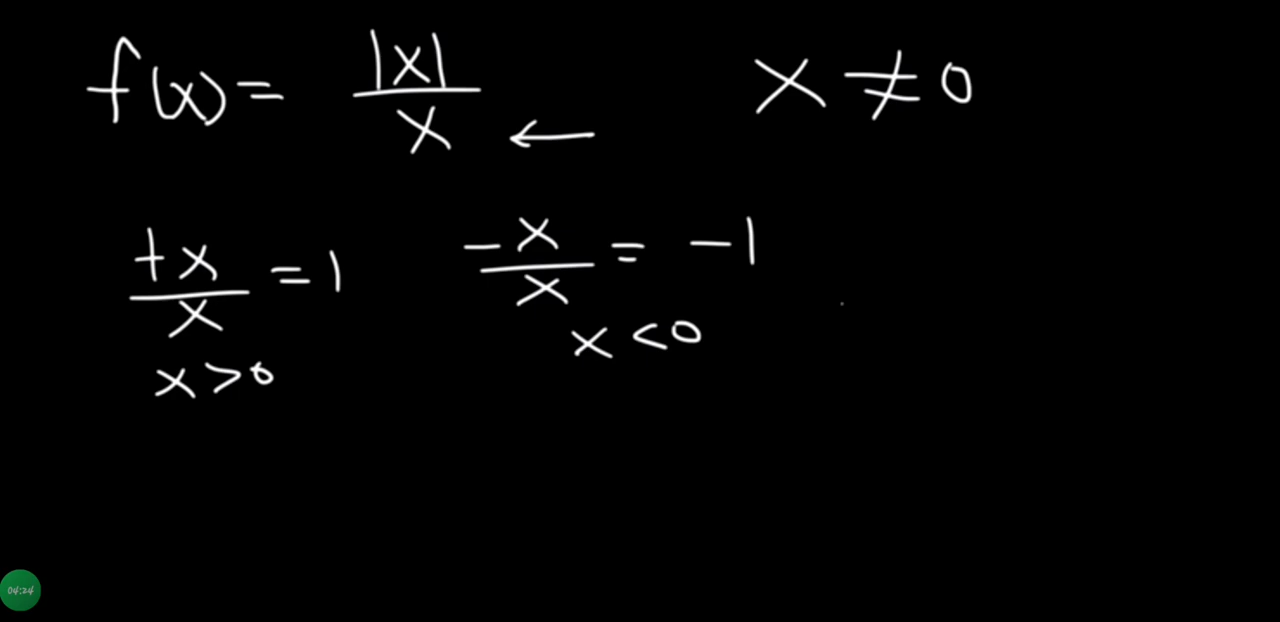 f(x) = |x|/x ← x ≠ 0
+x/x = 1 -x/x = -1
x > 0 x < 0
04:24